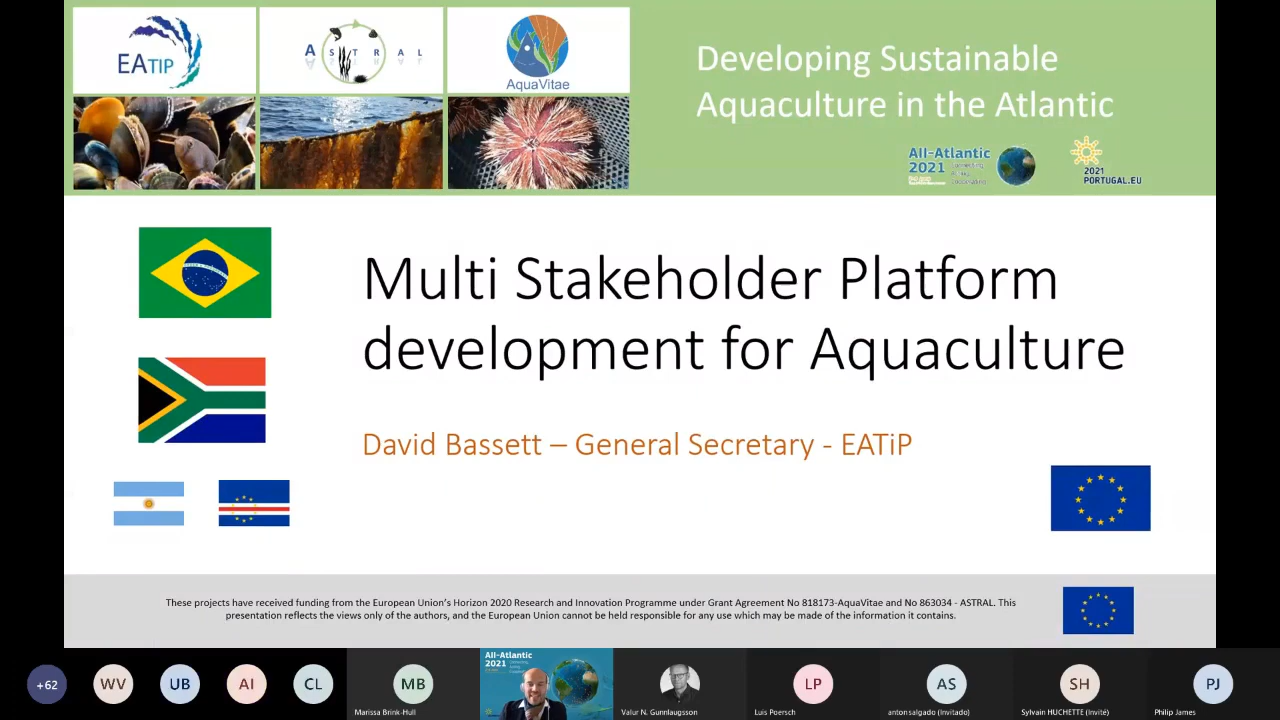 EATIP
ASTRAL
AquaVitae
Developing Sustainable
Aquaculture in the Atlantic
All-Atlantic
2021
2021
PORTUGAL.EU
Multi Stakeholder Platform
development for Aquaculture
David Bassett – General Secretary - EATiP
These projects have received funding from the European Union's Horizon 2020 Research and Innovation Programme under Grant Agreement No 818173-AquaVitae and No 863034 - ASTRAL. This
presentation reflects the views only of the authors, and the European Union cannot be held responsible for any use which may be made of the information it contains.
+62
WV
UB
AI
CL
MB
Marissa Brink-Hull
All-Atlantic
2021
Valur N. Gunnlaugsson
LP
Luis Poersch
AS
antonsalgado (Invitado)
SH
Sylvain HUCHETTE (Invité)
PJ
Philip James